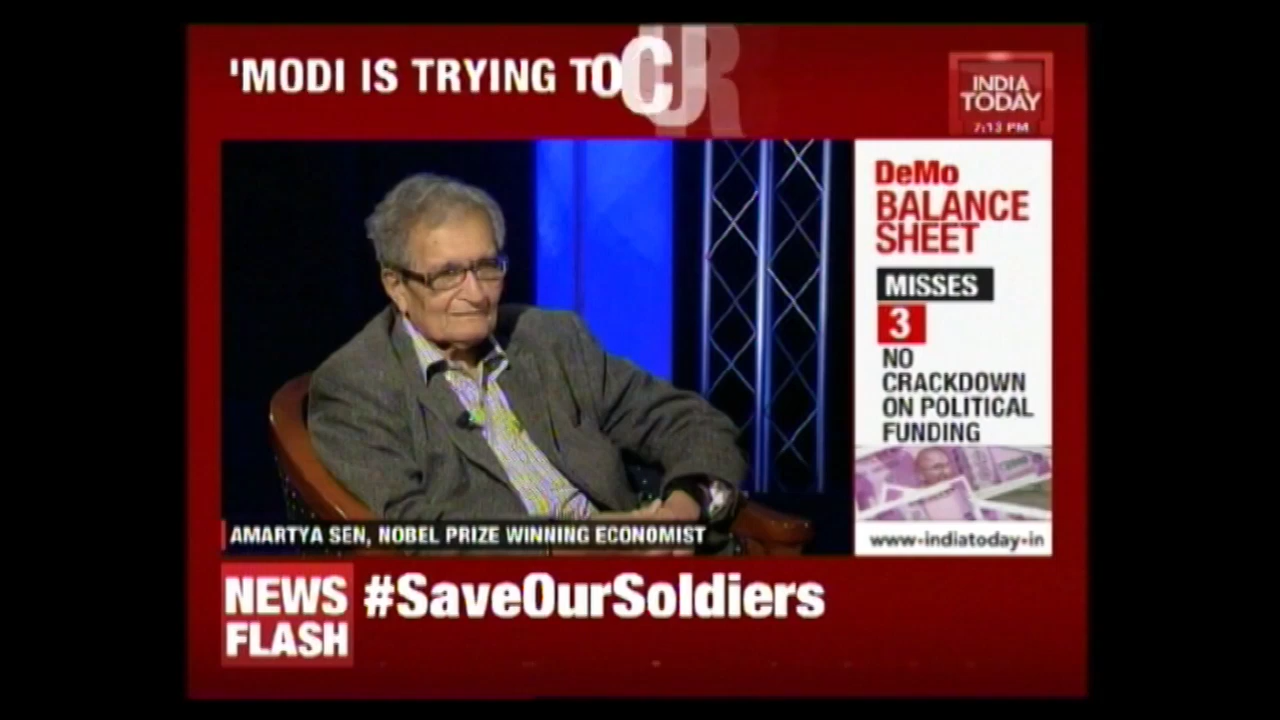 'MODI IS TRYING TO CUR
INDIA
TODAY
7:13 PM
DeMo
BALANCE
SHEET
MISSES
3
NO
CRACKDOWN
ON POLITICAL
FUNDING
www.indiatoday.in
AMARTYA SEN, NOBEL PRIZE WINNING ECONOMIST
NEWS
FLASH
#SaveOurSoldiers